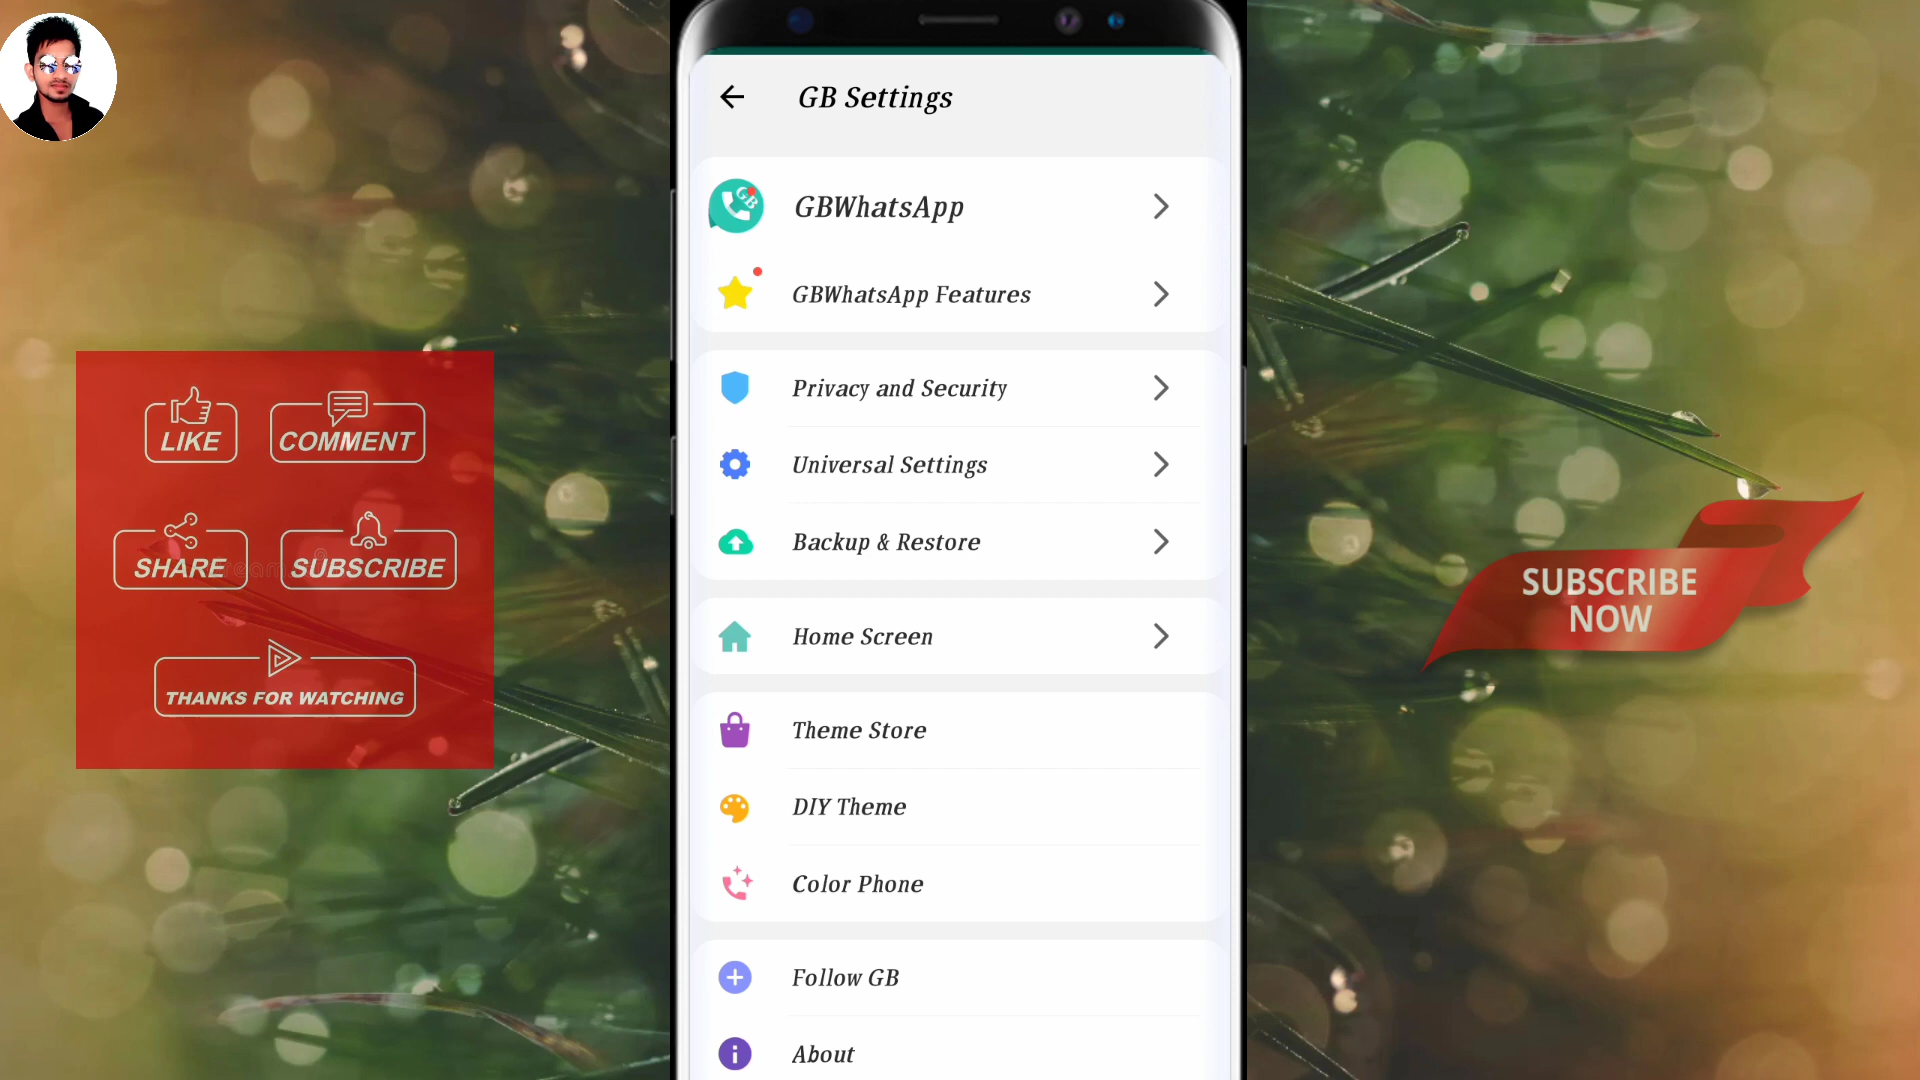 GB Settings
GB
GBWhatsApp
GBWhatsApp Features
Privacy and Security
Universal Settings
Backup & Restore
Home Screen
Theme Store
DIY Theme
Color Phone
Follow GB
About
LIKE
COMMENT
SHARE
SUBSCRIBE
THANKS FOR WATCHING
SUBSCRIBE
NOW